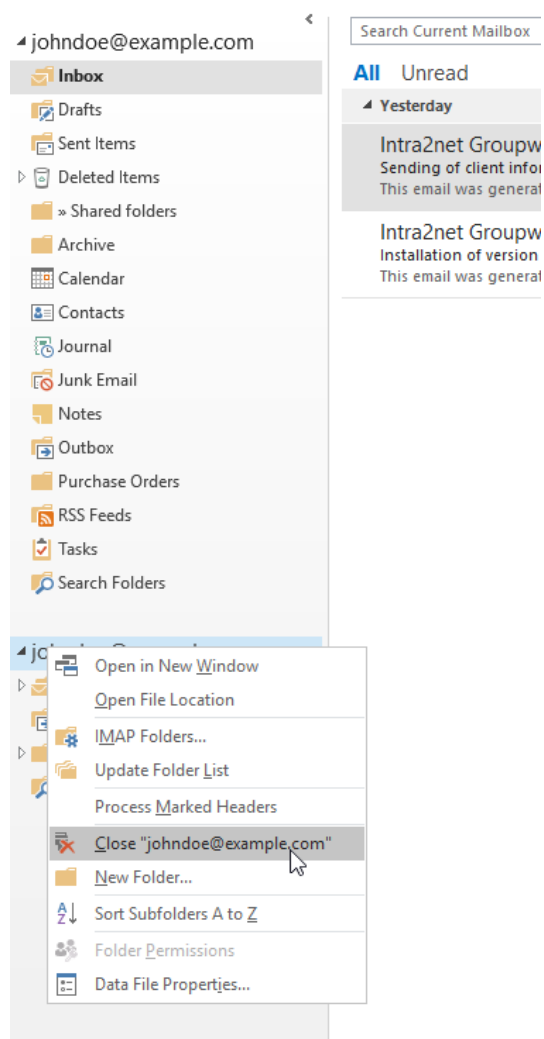 johndoe@example.com
Inbox
Drafts
Sent Items
Deleted Items
» Shared folders
Archive
Calendar
Contacts
Journal
Junk Email
Notes
Outbox
Purchase Orders
RSS Feeds
Tasks
Search Folders
Search Current Mailbox
All Unread
Yesterday
Intra2net Groupw
Sending of client infor
This email was generat
Intra2net Groupw
Installation of version
This email was generat
Open in New Window
Open File Location
IMAP Folders...
Update Folder List
Process Marked Headers
Close "johndoe@example.com"
New Folder...
Sort Subfolders A to Z
Folder Permissions
Data File Properties...